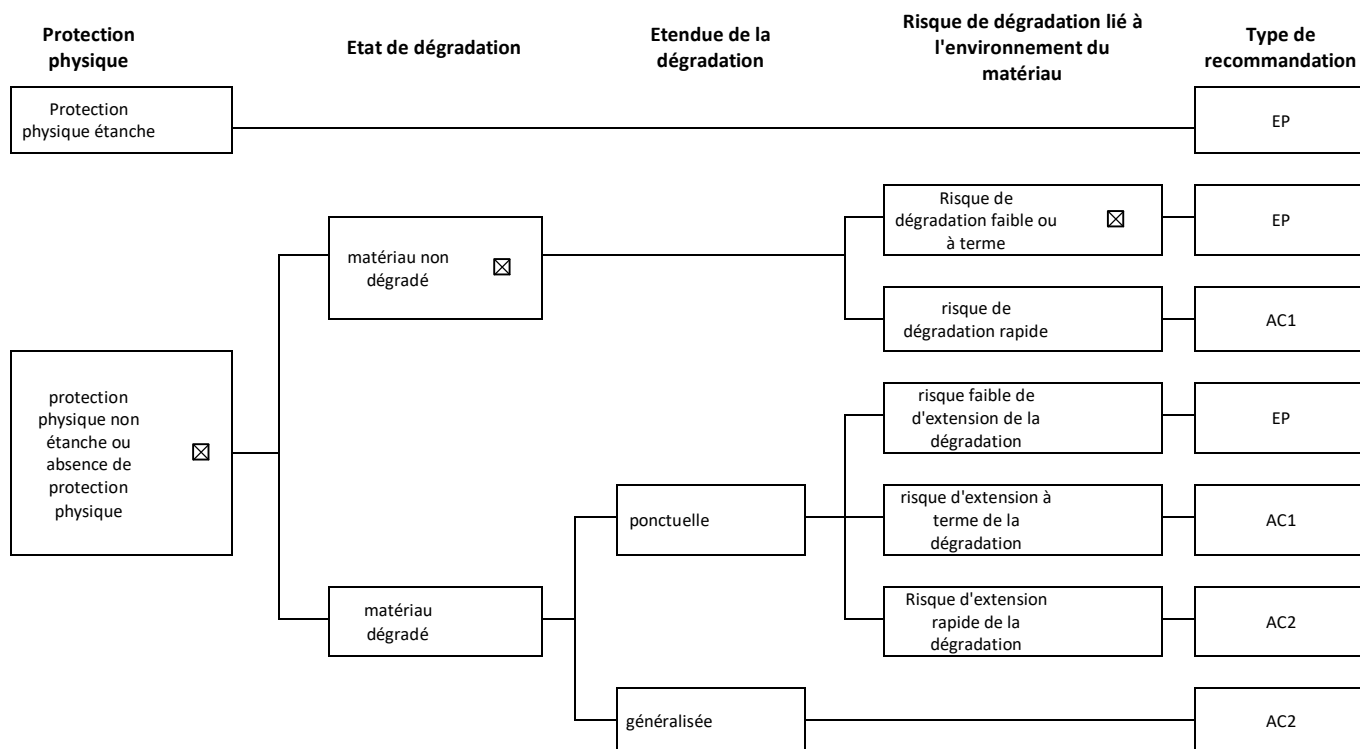 Protection
physique
Etat de dégradation
Etendue de la
dégradation
Risque de dégradation lié à
l'environnement du
matériau
Type de
recommandation
Protection
physique étanche
EP
protection
physique non
étanche ou
absence de
protection
physique
matériau non
dégradé
Risque de
dégradation faible ou
à terme
EP
risque de
dégradation rapide
AC1
matériau
dégradé
ponctuelle
risque faible de
d'extension de la
dégradation
EP
risque d'extension à
terme de la
dégradation
AC1
Risque d'extension
rapide de la
dégradation
AC2
généralisée
AC2